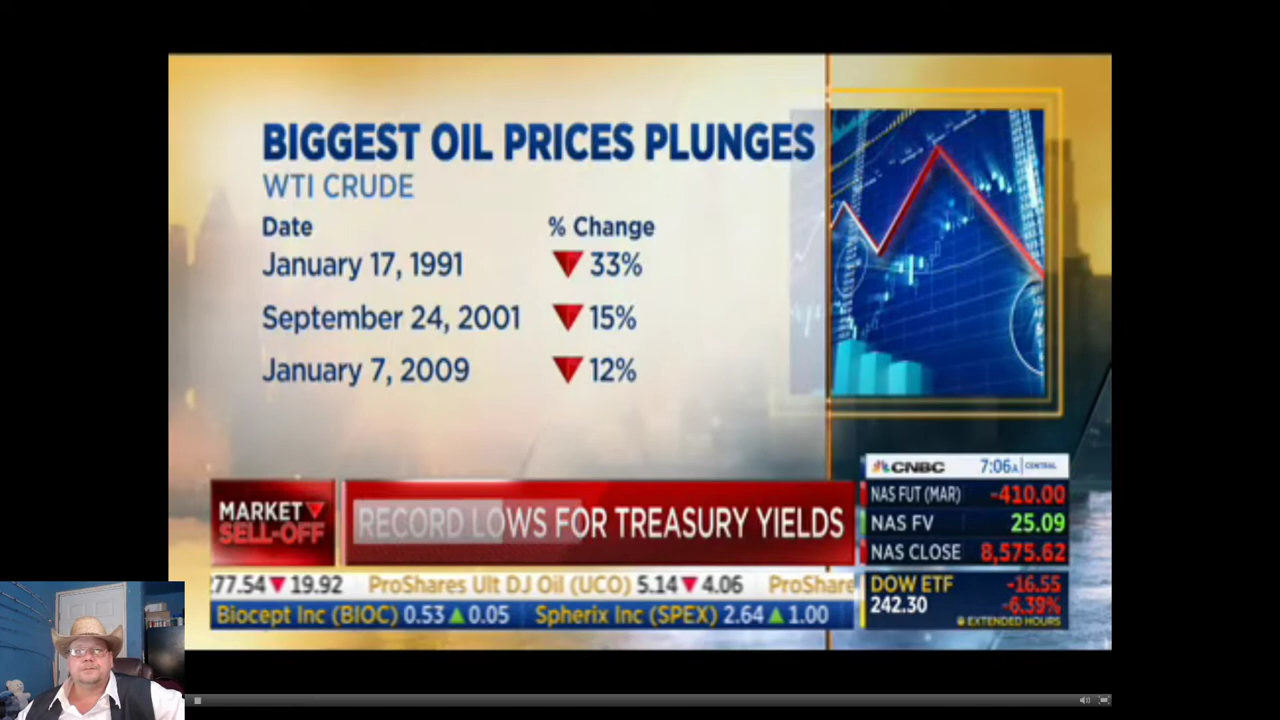 BIGGEST OIL PRICES PLUNGES
WTI CRUDE
Date % Change
January 17, 1991 ▼ 33%
September 24, 2001 ▼ 15%
January 7, 2009 ▼ 12%
CNBC 7:06A CENTRAL
NAS FUT (MAR) -410.00
NAS FV 25.09
NAS CLOSE 8,575.62
DOW ETF -16.55
242.30 -6.39%
EXTENDED HOURS
MARKET▼
SELL-OFF
RECORD LOWS FOR TREASURY YIELDS
77.54▼19.92 ProShares Ult DJ Oil (UCO) 5.14▼4.06 ProShare
Biocept Inc (BIOC) 0.53▲0.05 Spherix Inc (SPEX) 2.64▲1.00